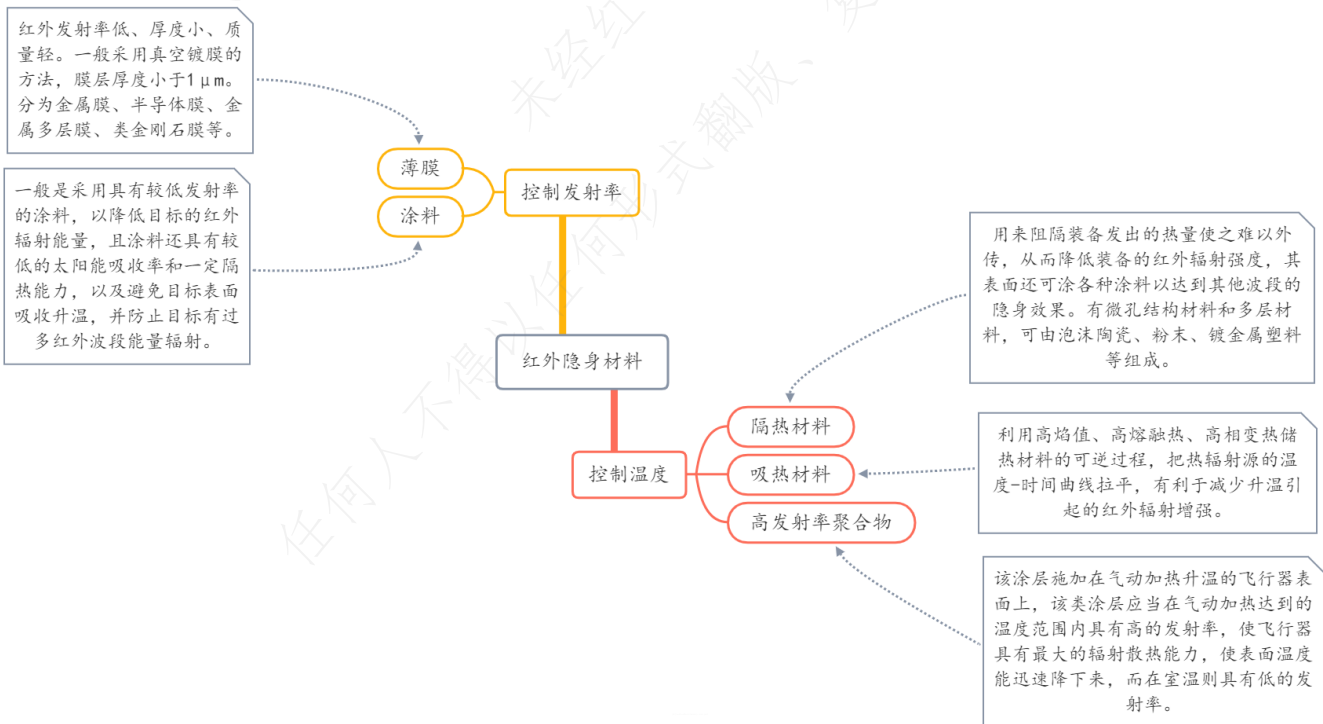 红外发射率低、厚度小、质
量轻。一般采用真空镀膜的
方法，膜层厚度小于1μm。
分为金属膜、半导体膜、金
属多层膜、类金刚石膜等。
薄膜
涂料
控制发射率
一般是采用具有较低发射率
的涂料，以降低目标的红外
辐射能量，且涂料还具有较
低的太阳能吸收率和一定隔
热能力，以及避免目标表面
吸收升温，并防止目标有过
多红外波段能量辐射。
红外隐身材料
用来阻隔装备发出的热量使之难以外
传，从而降低装备的红外辐射强度，其
表面还可涂各种涂料以达到其他波段的
隐身效果。有微孔结构材料和多层材
料，可由泡沫陶瓷、粉末、镀金属塑料
等组成。
控制温度
隔热材料
吸热材料
高发射率聚合物
利用高焰值、高熔融热、高相变热储
热材料的可逆过程，把热辐射源的温
度-时间曲线拉平，有利于减少升温引
起的红外辐射增强。
该涂层施加在气动加热升温的飞行器表
面上，该类涂层应当在气动加热达到的
温度范围内具有高的发射率，使飞行器
具有最大的辐射散热能力，使表面温度
能迅速降下来，而在室温则具有低的发
射率。
未经红
任何人不得以任何形式翻版、